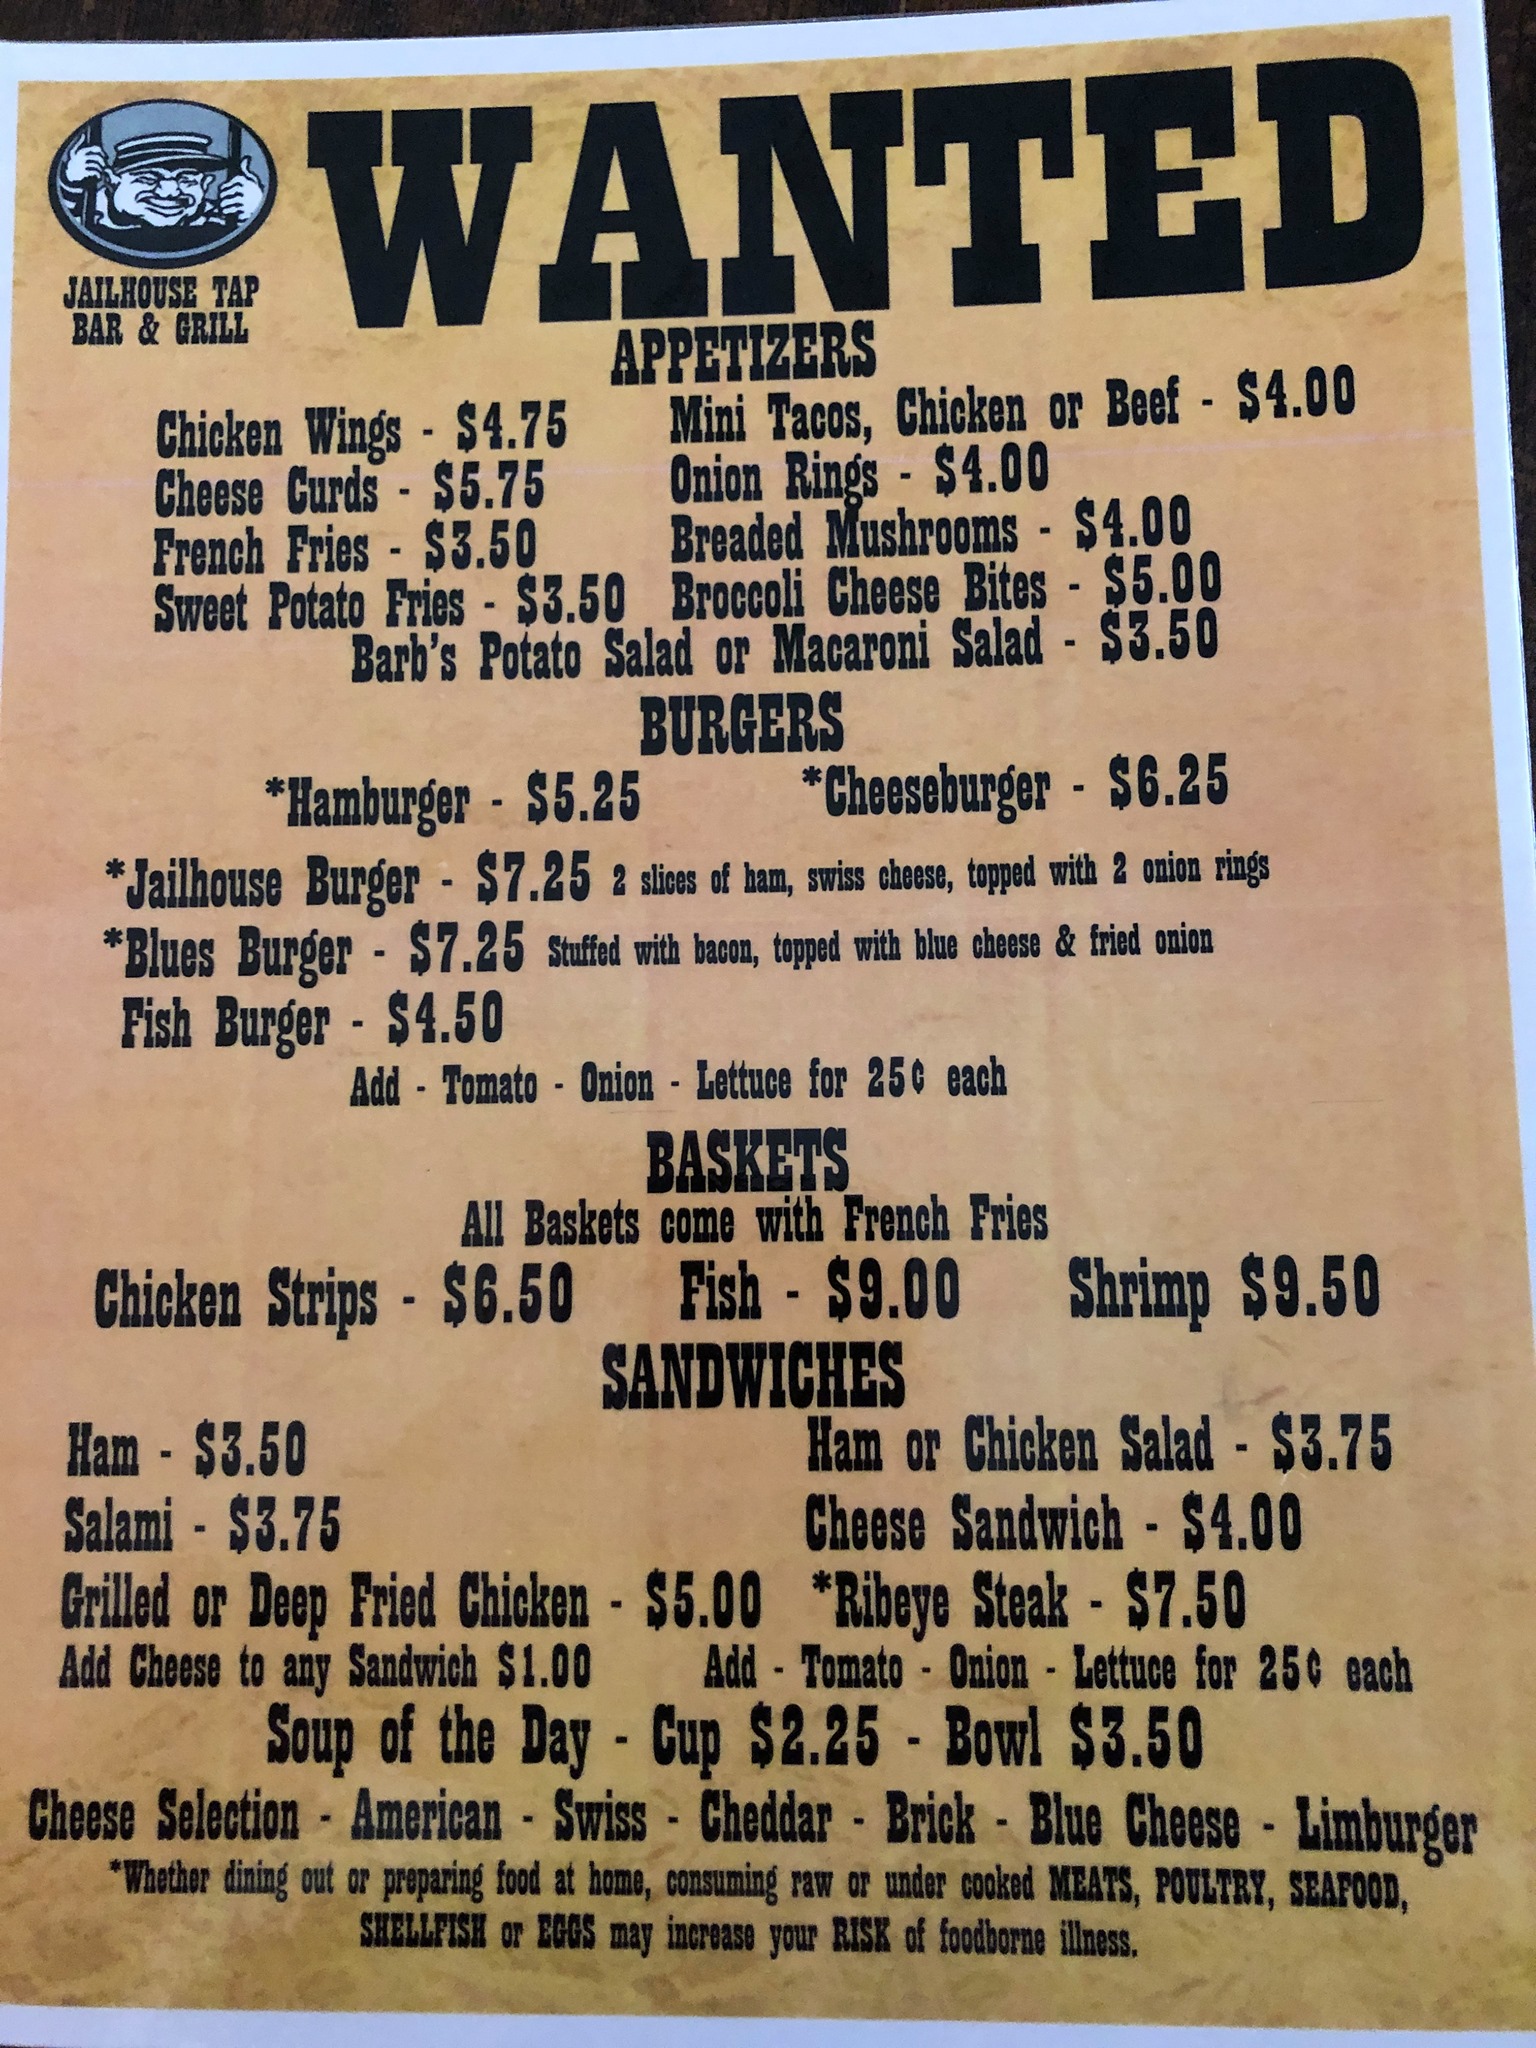 WANTED
JAILHOUSE TAP
BAR & GRILL
APPETIZERS
Chicken Wings - $4.75 Mini Tacos, Chicken or Beef - $4.00
Cheese Curds - $5.75 Onion Rings - $4.00
French Fries - $3.50 Breaded Mushrooms - $4.00
Sweet Potato Fries - $3.50 Broccoli Cheese Bites - $5.00
Barb's Potato Salad or Macaroni Salad - $3.50
BURGERS
*Hamburger - $5.25 *Cheeseburger - $6.25
*Jailhouse Burger - $7.25 2 slices of ham, swiss cheese, topped with 2 onion rings
*Blues Burger - $7.25 Stuffed with bacon, topped with blue cheese & fried onion
Fish Burger - $4.50
Add - Tomato - Onion - Lettuce for 25¢ each
BASKETS
All Baskets come with French Fries
Chicken Strips - $6.50 Fish - $9.00 Shrimp $9.50
SANDWICHES
Ham - $3.50 Ham or Chicken Salad - $3.75
Salami - $3.75 Cheese Sandwich - $4.00
Grilled or Deep Fried Chicken - $5.00 *Ribeye Steak - $7.50
Add Cheese to any Sandwich $1.00 Add - Tomato - Onion - Lettuce for 25¢ each
Soup of the Day - Cup $2.25 - Bowl $3.50
Cheese Selection - American - Swiss - Cheddar - Brick - Blue Cheese - Limburger
*Whether dining out or preparing food at home, consuming raw or under cooked MEATS, POULTRY, SEAFOOD,
SHELLFISH or EGGS may increase your RISK of foodborne illness.